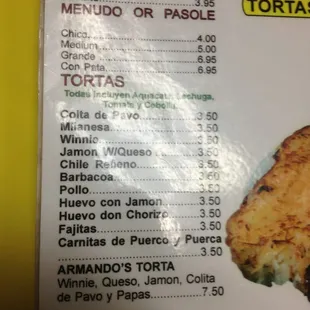 3.95
TORTAS
MENUDO OR PASOLE
Chico 4.00
Medium 5.00
Grande 6.95
Con Pata 6.95
TORTAS
Todas Incluyen Aquacate, Lechuga,
Tomate y Cebolla
Colita de Pavo 3.50
Milanesa 3.50
Winnie 3.50
Jamon W/Queso 3.50
Chile Reneno 3.50
Barbacoa 3.50
Pollo 3.50
Huevo con Jamon 3.50
Huevo don Chorizo 3.50
Fajitas 3.50
Carnitas de Puerco y Puerca
3.50
ARMANDO'S TORTA
Winnie, Queso, Jamon, Colita
de Pavo y Papas 7.50